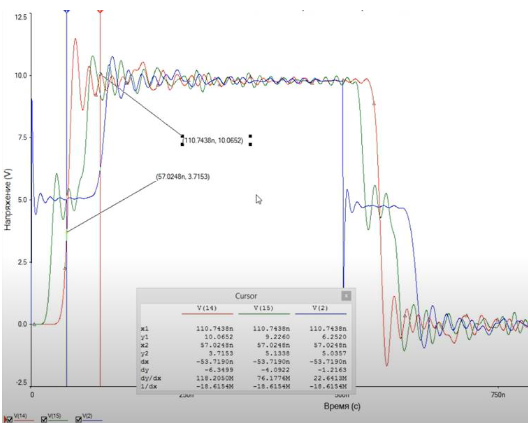 12.5
10.0
7.5
5.0
2.5
0.0
-2.5
Напряжение (В)
(110.7438n, 10.0652)
(57.0248n, 3.7153)
Cursor
V(14) V(15) V(2)
x1 110.7438n 110.7438n 110.7438n
y1 10.0652 9.2260 6.2520
x2 57.0248n 57.0248n 57.0248n
y2 3.7153 5.1338 5.0357
dx -53.7190n -53.7190n -53.7190n
dy -6.3499 -4.0922 -1.2163
dy/dx 118.2050M 76.1776M 22.6413M
1/dx -18.6154M -18.6154M -18.6154M
0 250n 500n 750n
Время (с)
V(14) V(15) V(2)